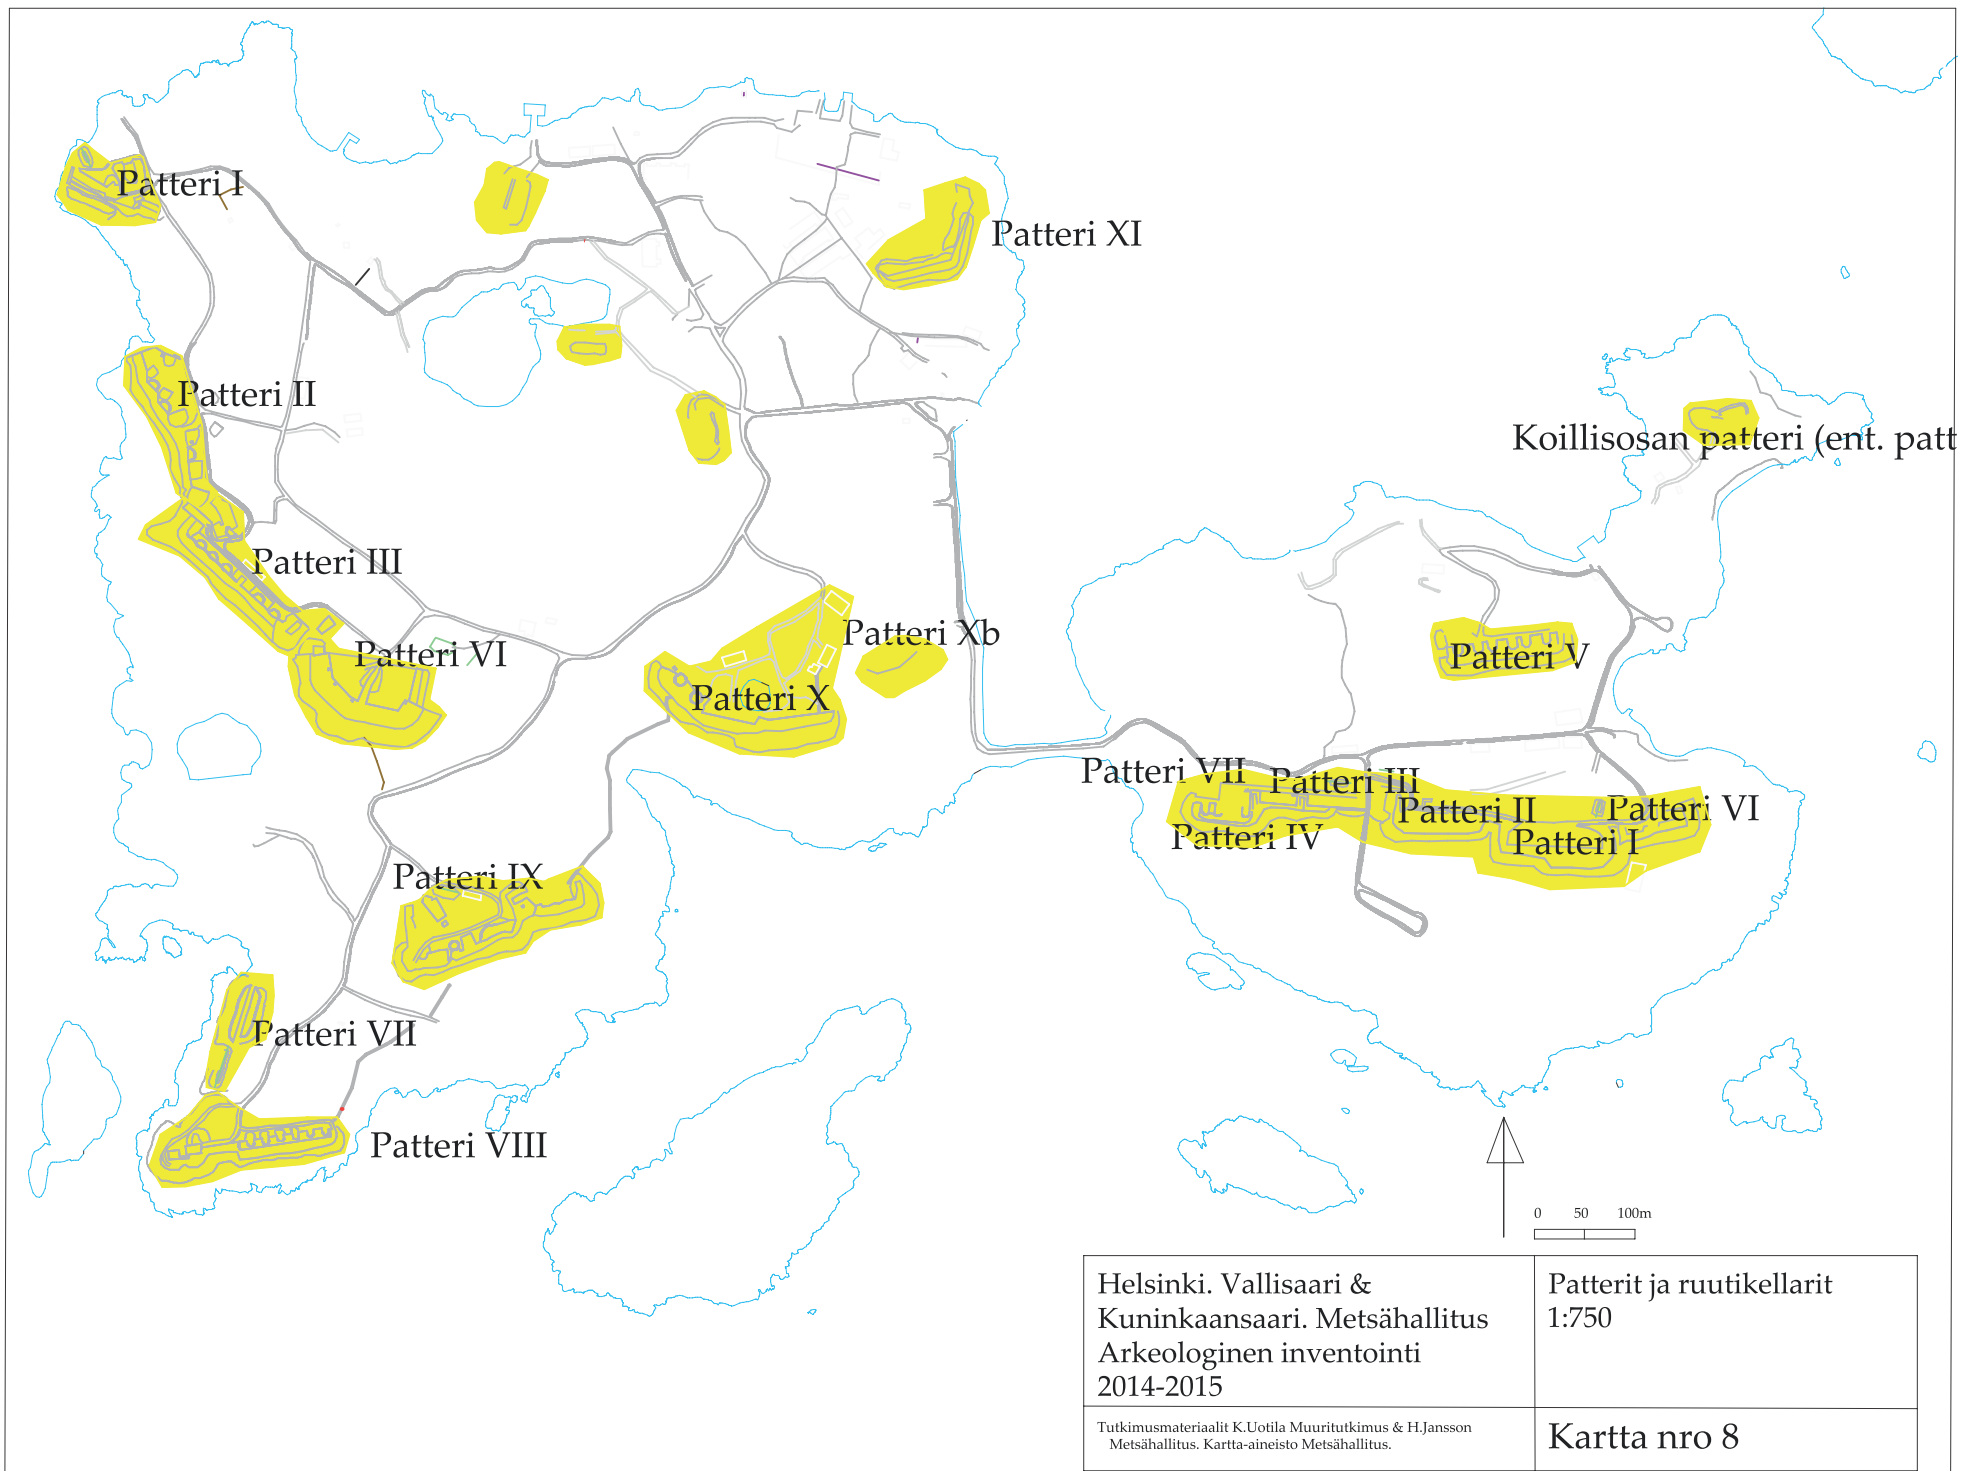 Patteri I
Patteri XI
Patteri II
Koillisosan patteri (ent. patt
Patteri III
Patteri Xb
Patteri VI
Patteri V
Patteri X
Patteri VII
Patteri III
Patteri II
Patteri VI
Patteri IV
Patteri I
Patteri IX
Patteri VII
Patteri VIII
0 50 100m
Helsinki. Vallisaari &
Kuninkaansaari. Metsähallitus
Arkeologinen inventointi
2014-2015
Patterit ja ruutikellarit
1:750
Tutkimusmateriaalit K.Uotila Muuritutkimus & H.Jansson
Metsähallitus. Kartta-aineisto Metsähallitus.
Kartta nro 8